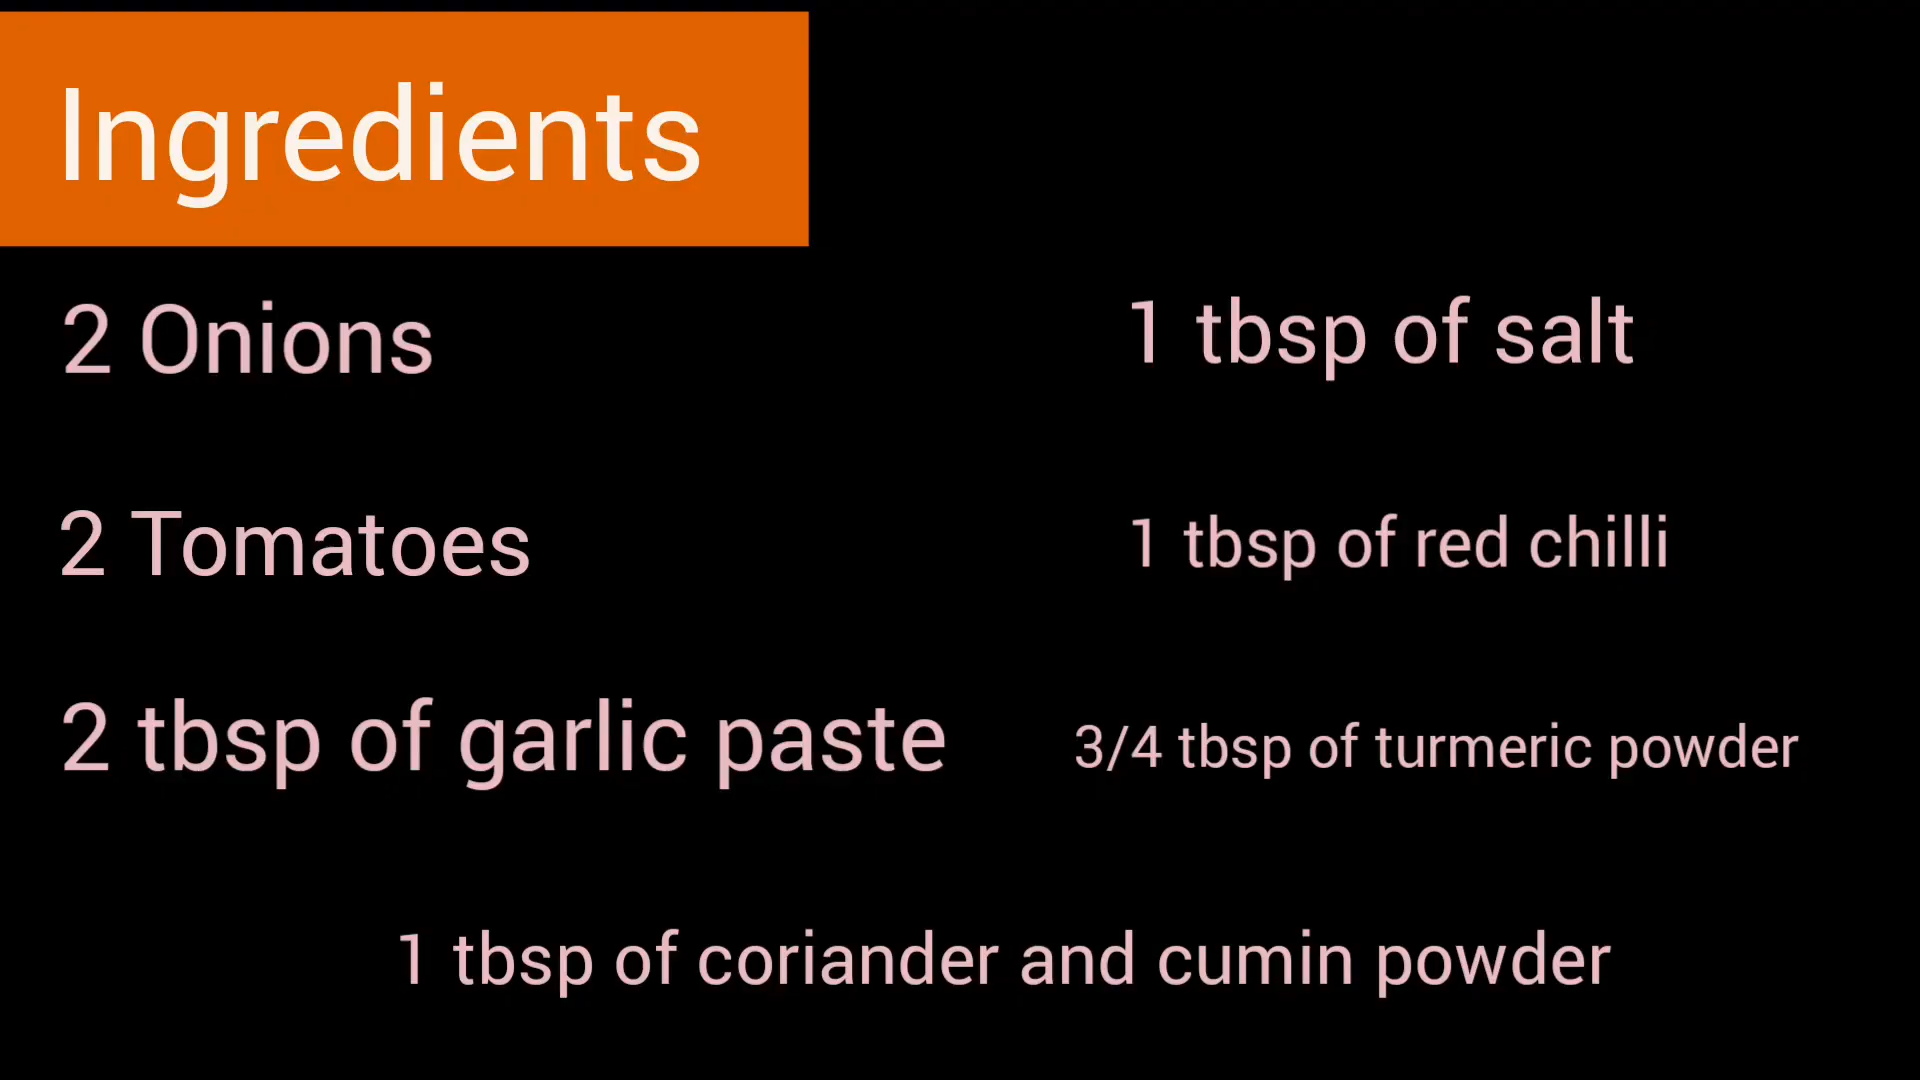 Ingredients
2 Onions
1 tbsp of salt
2 Tomatoes
1 tbsp of red chilli
2 tbsp of garlic paste
3/4 tbsp of turmeric powder
1 tbsp of coriander and cumin powder